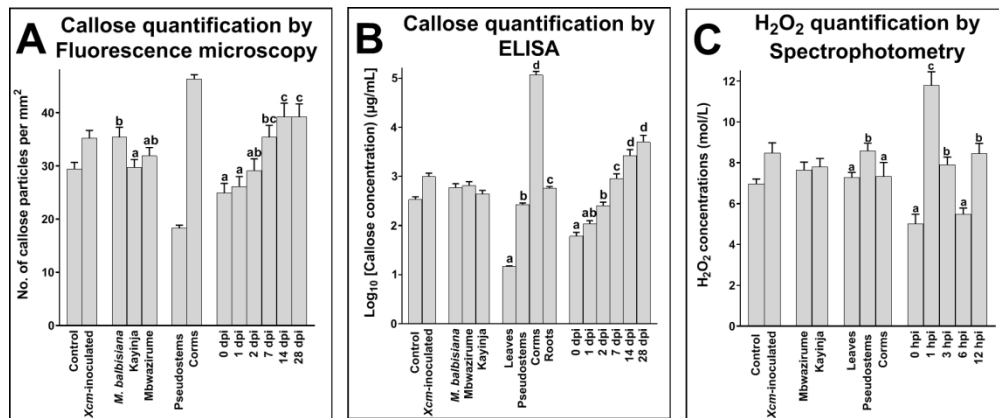 A
Callose quantification by
Fluorescence microscopy
No. of callose particles per mm²
40
30
20
10
0
b
a
ab
a
a
ab
bc
c
c
Control
Xcm-inoculated
M. balbisiana
Kayinja
Mbwazirume
Pseudostems
Corms
0 dpi
1 dpi
2 dpi
7 dpi
14 dpi
28 dpi
B
Callose quantification by
ELISA
Log₁₀ [Callose concentration] (µg/mL)
5
4
3
2
1
0
a
b
d
c
a
ab
b
c
d
d
Control
Xcm-inoculated
M. balbisiana
Mbwazirume
Kayinja
Leaves
Pseudostems
Corms
Roots
0 dpi
1 dpi
2 dpi
7 dpi
14 dpi
28 dpi
C
H₂O₂ quantification by
Spectrophotometry
H₂O₂ concentrations (mol/L)
12
10
8
6
4
2
0
a
b
a
a
c
b
a
b
Control
Xcm-inoculated
Mbwazirume
Kayinja
Leaves
Pseudostems
Corms
0 hpi
1 hpi
3 hpi
6 hpi
12 hpi